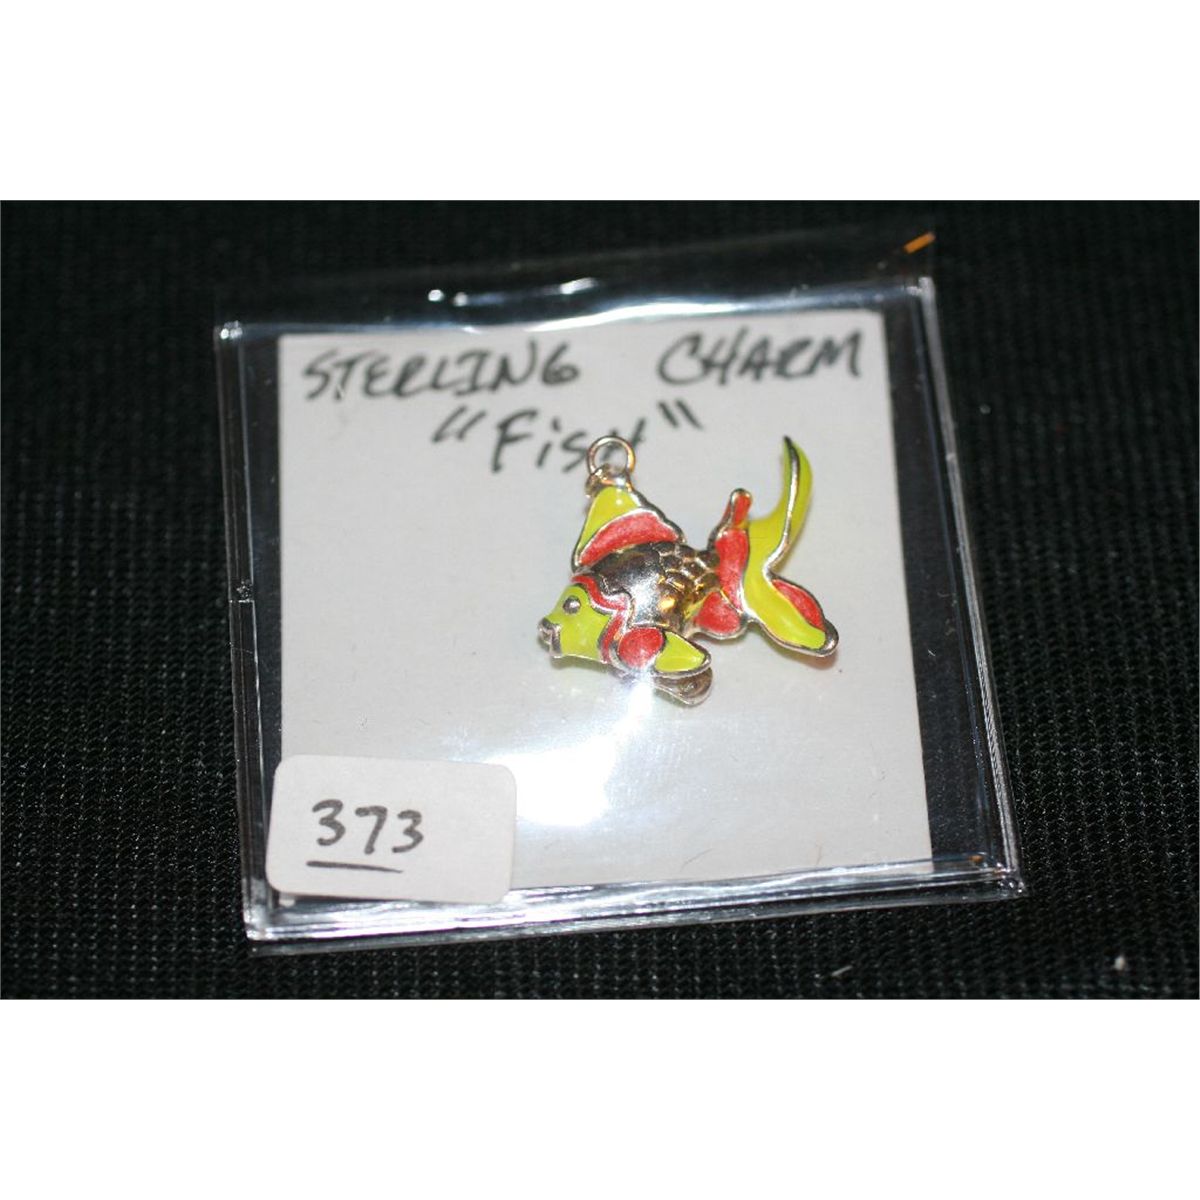 STERLING CHARM
"FiSH"
373